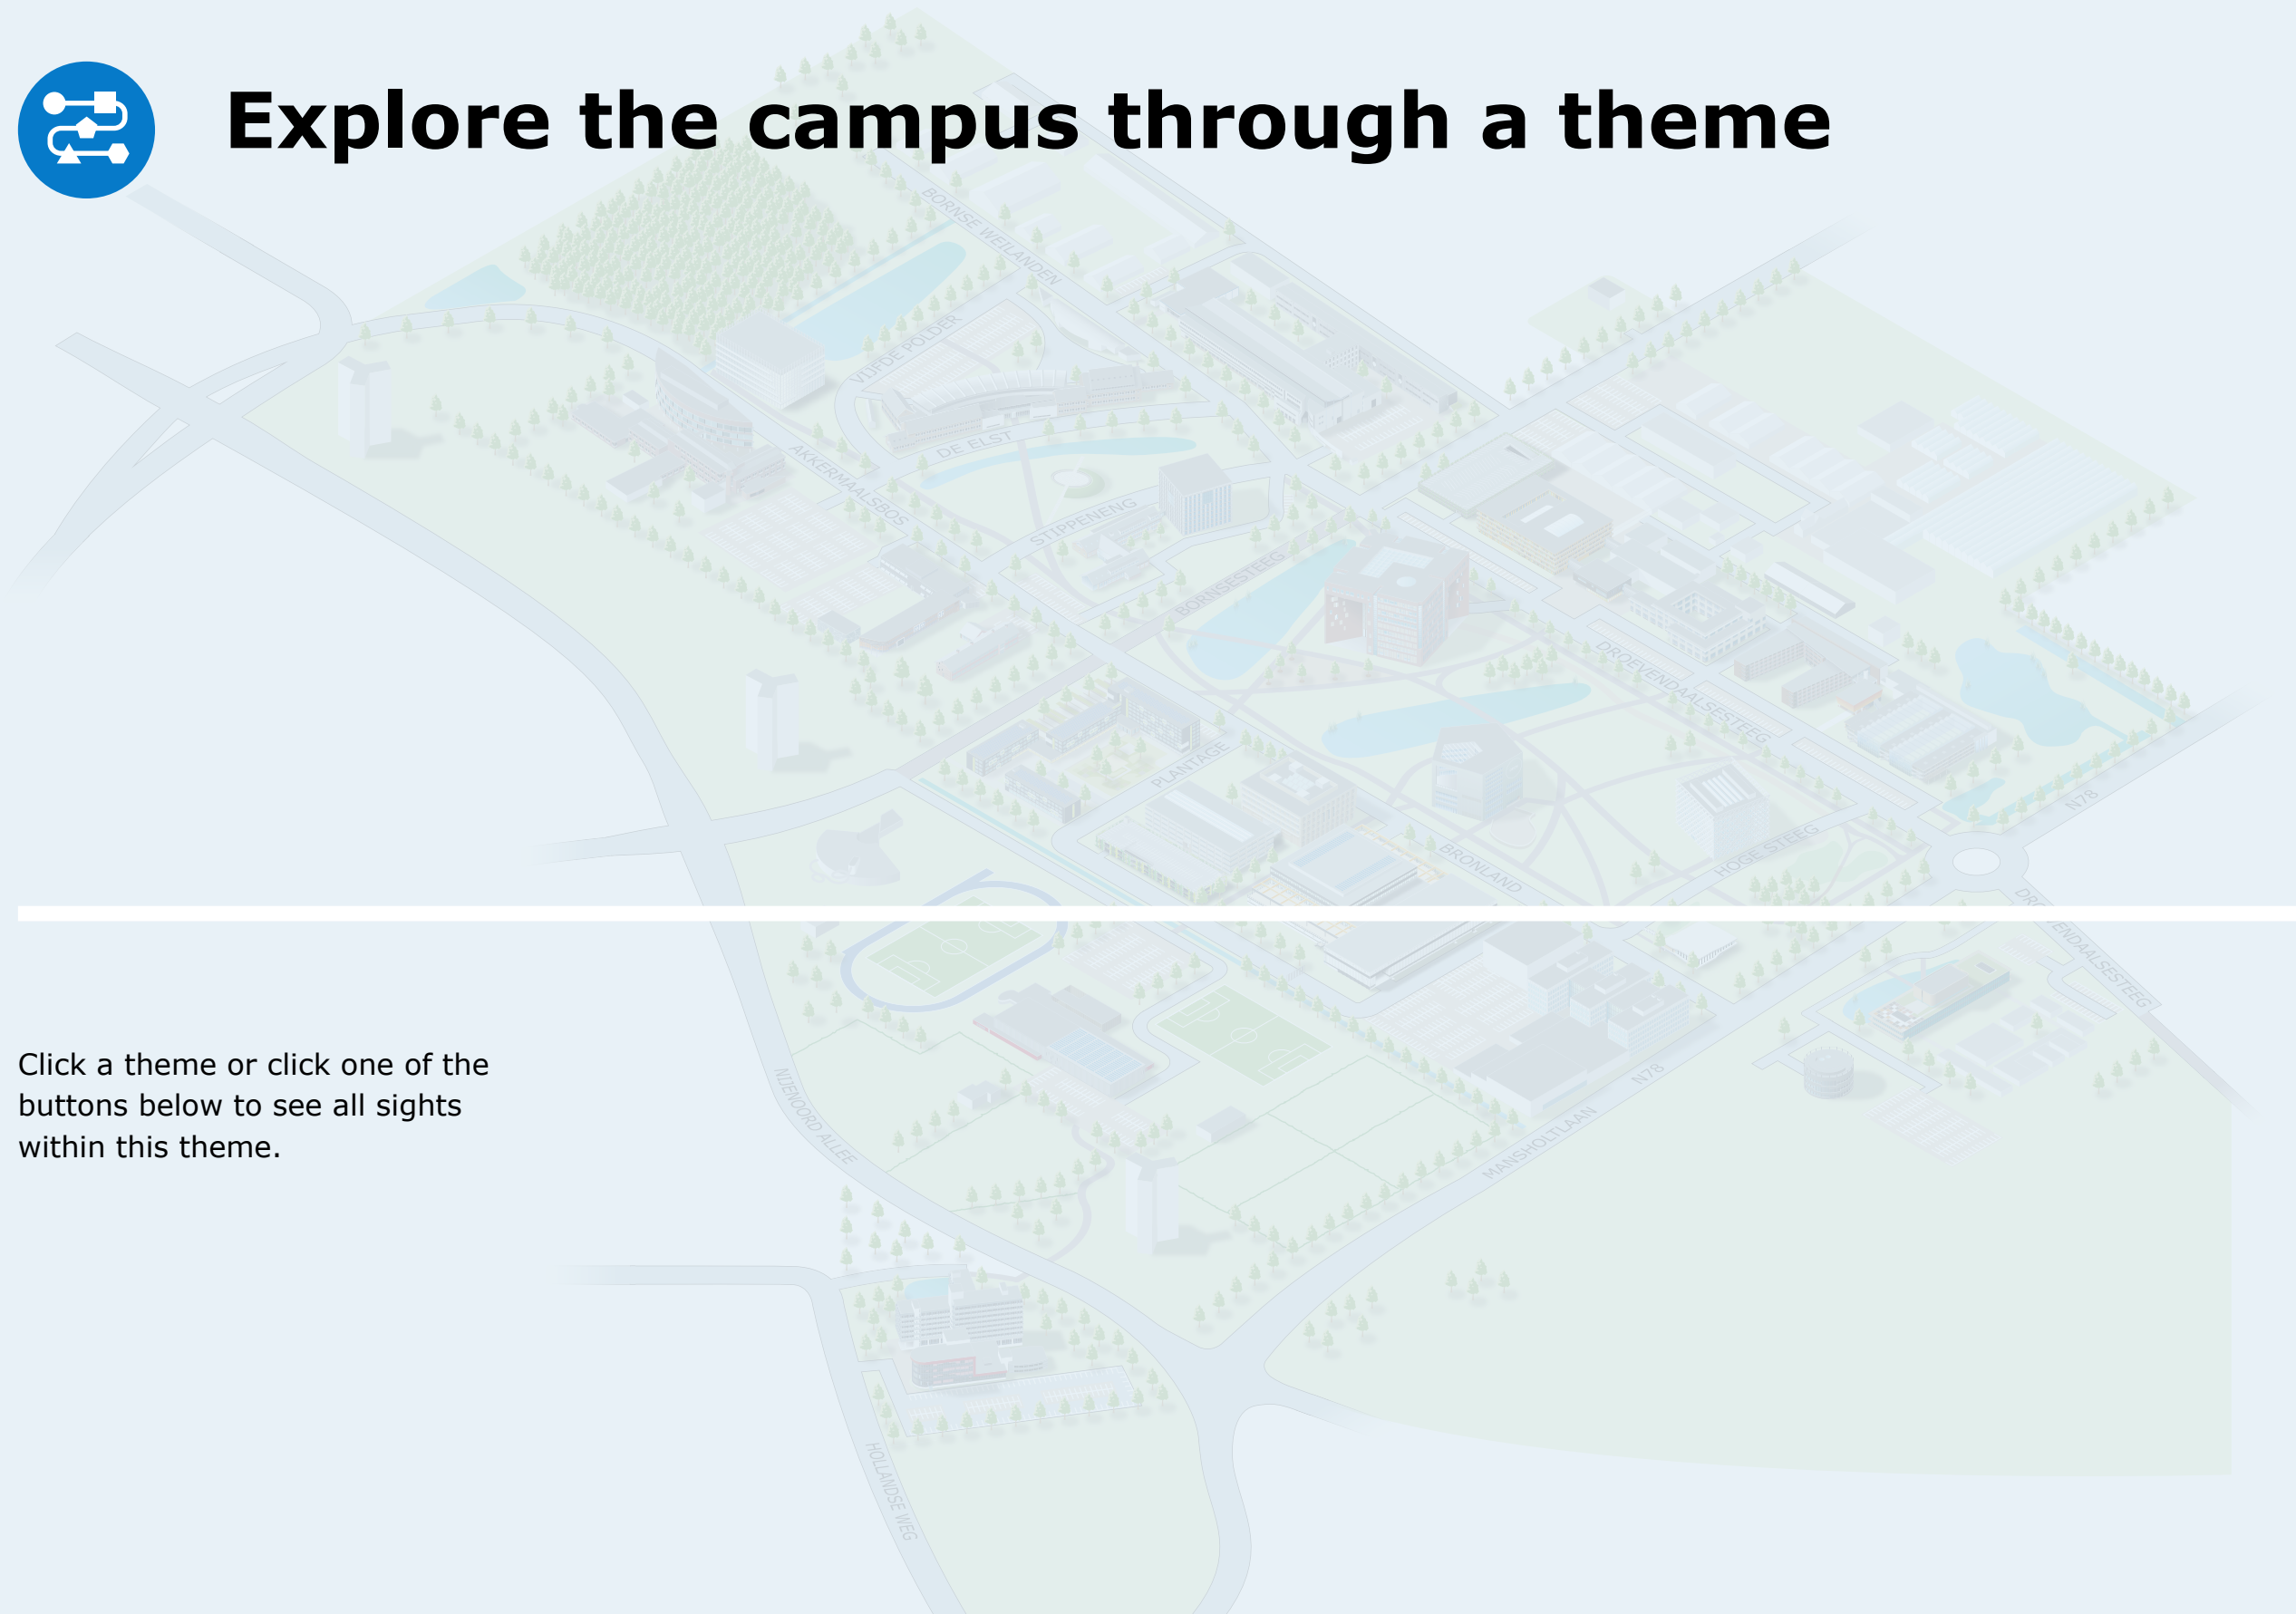 Explore the campus through a theme
BORNSE WEILANDEN
VIJFDE POLDER
DE ELST
AKKERMAALSBOS
STIPPENENG
BORNSESTEEG
DROEVENDAALSESTEEG
PLANTAGE
N78
BRONLAND
HOGE STEEG
DROEVENDAALSESTEEG
Click a theme or click one of the
buttons below to see all sights
within this theme.
NIJENOORD ALLEE
N78
MANSHOLTLAAN
HOLLANDSE WEG